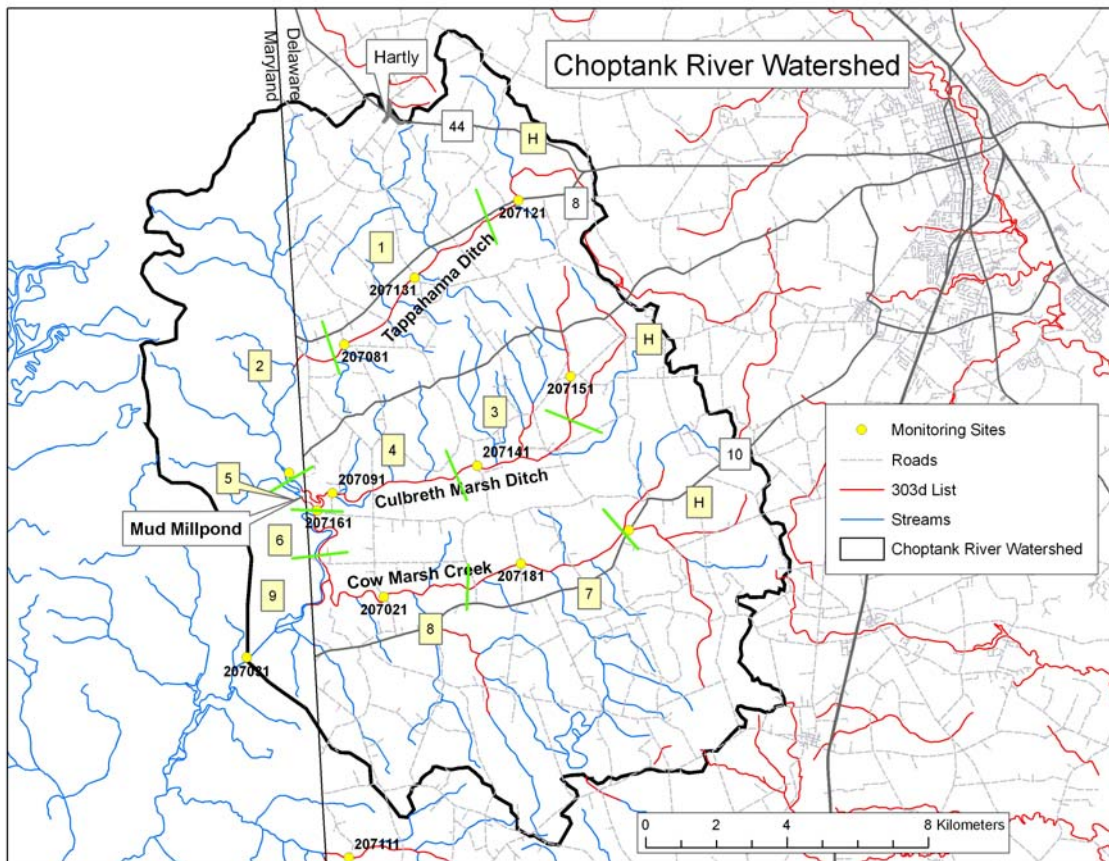 Choptank River Watershed
Hartly
Delaware
Maryland
44
H
8
207121
1
207131
Tappahanna Ditch
207081
2
H
207151
3
207141
4
10
207091
Culbreth Marsh Ditch
5
H
Mud Millpond
207161
6
Cow Marsh Creek
207181
9
207021
7
8
207031
207111
Monitoring Sites
Roads
303d List
Streams
Choptank River Watershed
0 2 4 8 Kilometers